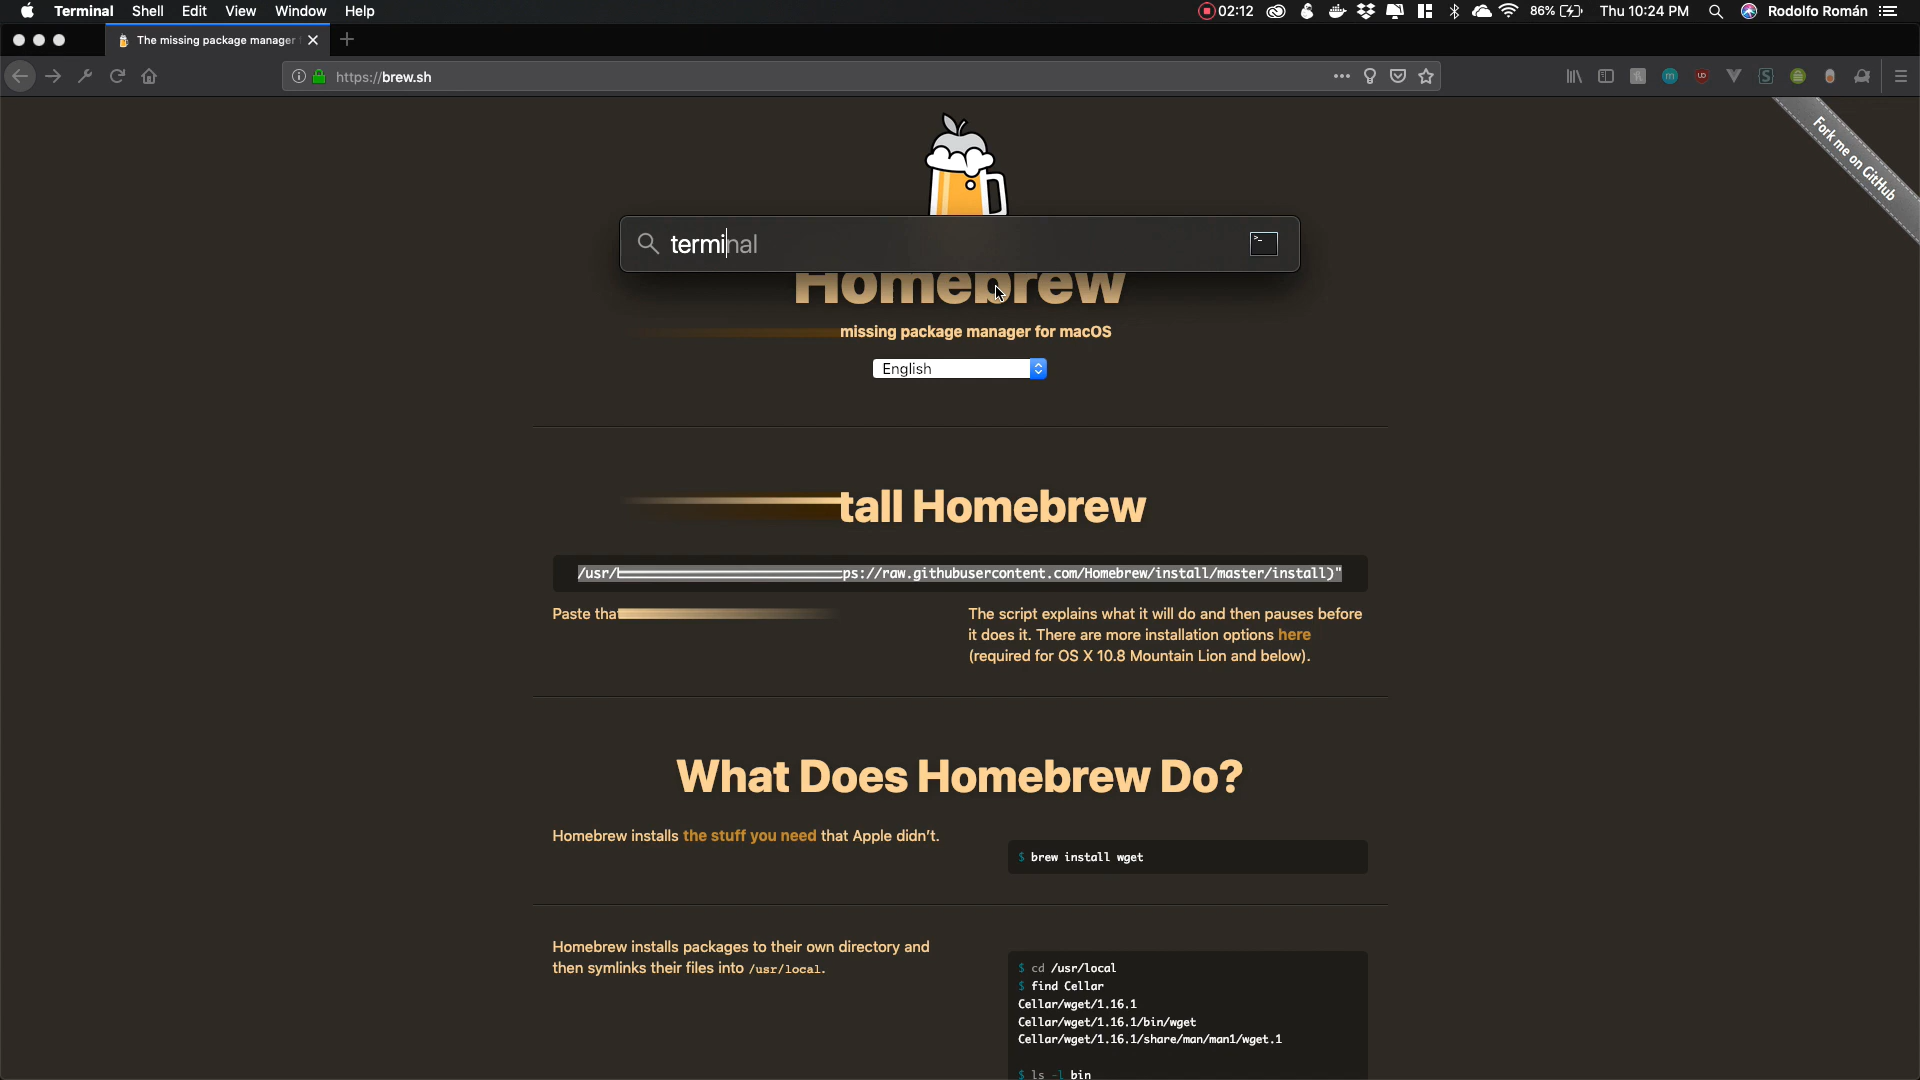 Terminal Shell Edit View Window Help 02:12 86% Thu 10:24 PM Rodolfo Román
The missing package manager
https://brew.sh
Fork me on GitHub
terminal
Homebrew
missing package manager for macOS
English
tall Homebrew
/usr/ ps://raw.githubusercontent.com/Homebrew/install/master/install)"
Paste that
The script explains what it will do and then pauses before
it does it. There are more installation options here
(required for OS X 10.8 Mountain Lion and below).
What Does Homebrew Do?
Homebrew installs the stuff you need that Apple didn't.
$ brew install wget
Homebrew installs packages to their own directory and
then symlinks their files into /usr/local.
$ cd /usr/local
$ find Cellar
Cellar/wget/1.16.1
Cellar/wget/1.16.1/bin/wget
Cellar/wget/1.16.1/share/man/man1/wget.1
$ ls -l bin